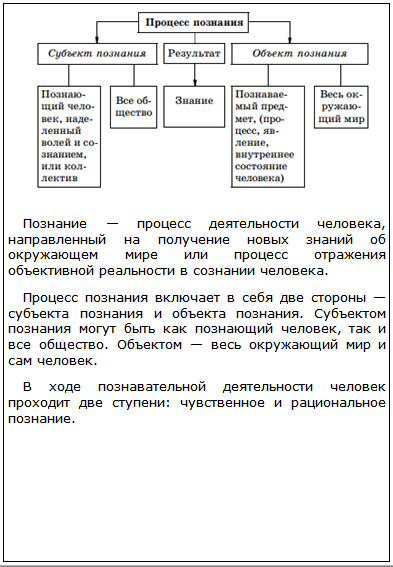 Процесс познания
Субъект познания
Результат
Объект познания
Познаю-
щий чело-
век, наде-
ленный
волей и со-
знанием,
или кол-
лектив
Все об-
щество
Знание
Познавае-
мый пред-
мет, (про-
цесс, яв-
ление,
внутреннее
состояние
человека)
Весь ок-
ружаю-
щий мир
Познание — процесс деятельности человека,
направленный на получение новых знаний об
окружающем мире или процесс отражения
объективной реальности в сознании человека.
Процесс познания включает в себя две стороны —
субъекта познания и объекта познания. Субъектом
познания могут быть как познающий человек, так и
все общество. Объектом — весь окружающий мир и
сам человек.
В ходе познавательной деятельности человек
проходит две ступени: чувственное и рациональное
познание.